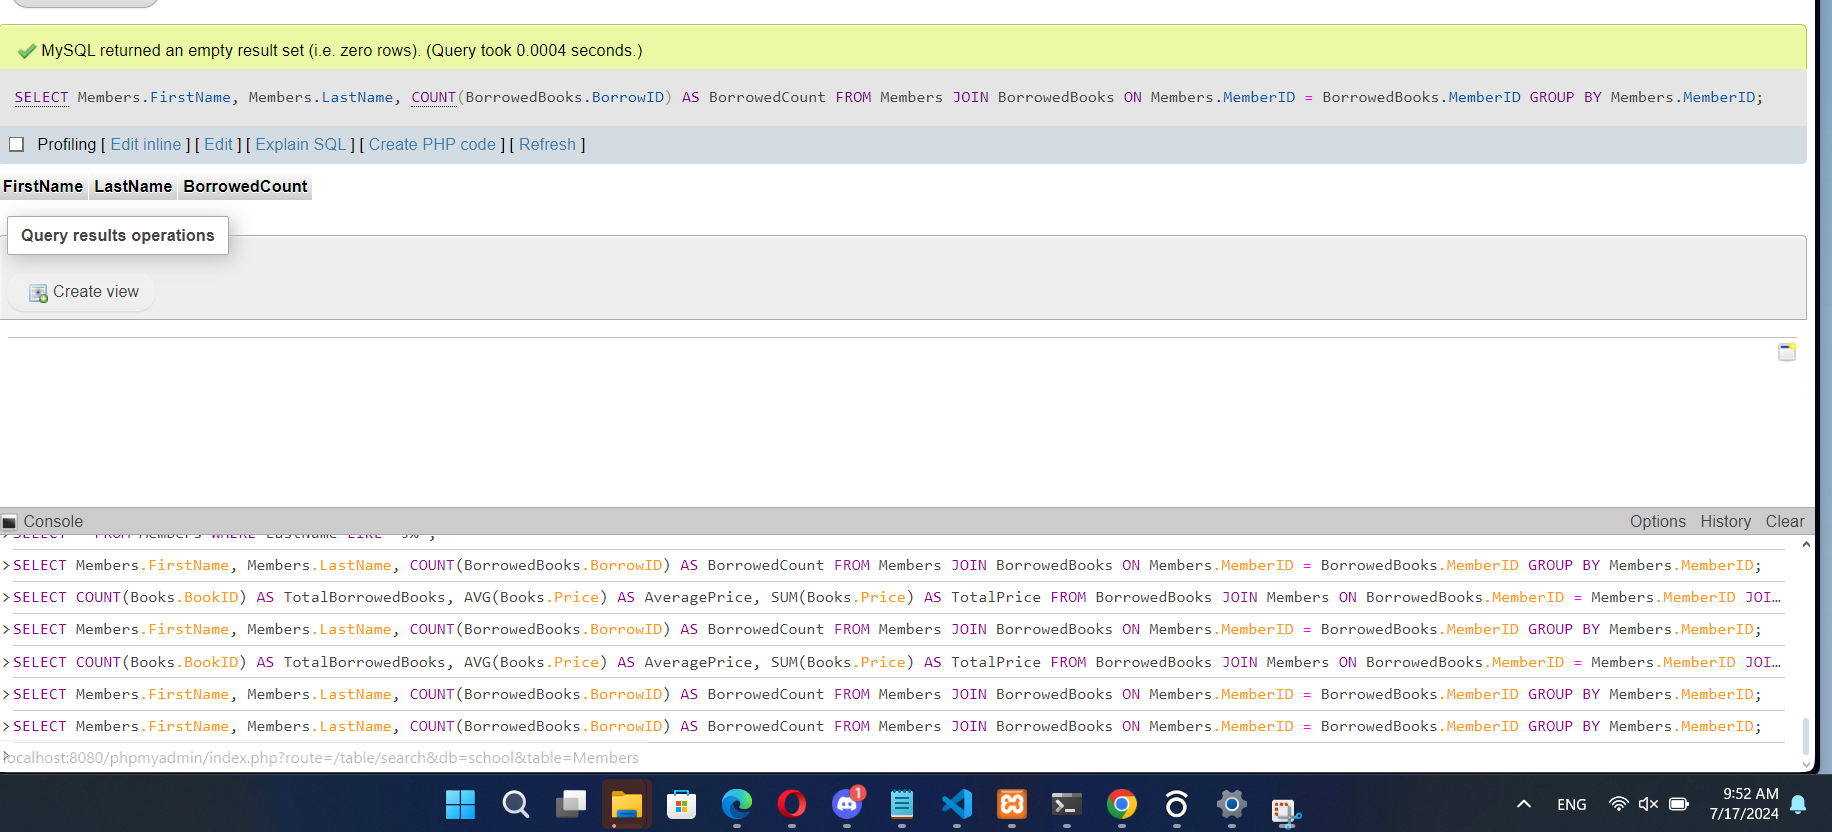 MySQL returned an empty result set (i.e. zero rows). (Query took 0.0004 seconds.)
SELECT Members.FirstName, Members.LastName, COUNT(BorrowedBooks.BorrowID) AS BorrowedCount FROM Members JOIN BorrowedBooks ON Members.MemberID = BorrowedBooks.MemberID GROUP BY Members.MemberID;
Profiling [ Edit inline ] [ Edit ] [ Explain SQL ] [ Create PHP code ] [ Refresh ]
FirstName LastName BorrowedCount
Query results operations
Create view
Console Options History Clear
>SELECT Members.FirstName, Members.LastName, COUNT(BorrowedBooks.BorrowID) AS BorrowedCount FROM Members JOIN BorrowedBooks ON Members.MemberID = BorrowedBooks.MemberID GROUP BY Members.MemberID;
>SELECT COUNT(Books.BookID) AS TotalBorrowedBooks, AVG(Books.Price) AS AveragePrice, SUM(Books.Price) AS TotalPrice FROM BorrowedBooks JOIN Members ON BorrowedBooks.MemberID = Members.MemberID JOI…
>SELECT Members.FirstName, Members.LastName, COUNT(BorrowedBooks.BorrowID) AS BorrowedCount FROM Members JOIN BorrowedBooks ON Members.MemberID = BorrowedBooks.MemberID GROUP BY Members.MemberID;
>SELECT COUNT(Books.BookID) AS TotalBorrowedBooks, AVG(Books.Price) AS AveragePrice, SUM(Books.Price) AS TotalPrice FROM BorrowedBooks JOIN Members ON BorrowedBooks.MemberID = Members.MemberID JOI…
>SELECT Members.FirstName, Members.LastName, COUNT(BorrowedBooks.BorrowID) AS BorrowedCount FROM Members JOIN BorrowedBooks ON Members.MemberID = BorrowedBooks.MemberID GROUP BY Members.MemberID;
>SELECT Members.FirstName, Members.LastName, COUNT(BorrowedBooks.BorrowID) AS BorrowedCount FROM Members JOIN BorrowedBooks ON Members.MemberID = BorrowedBooks.MemberID GROUP BY Members.MemberID;
localhost:8080/phpmyadmin/index.php?route=/table/search&db=school&table=Members
1
ENG
9:52 AM
7/17/2024